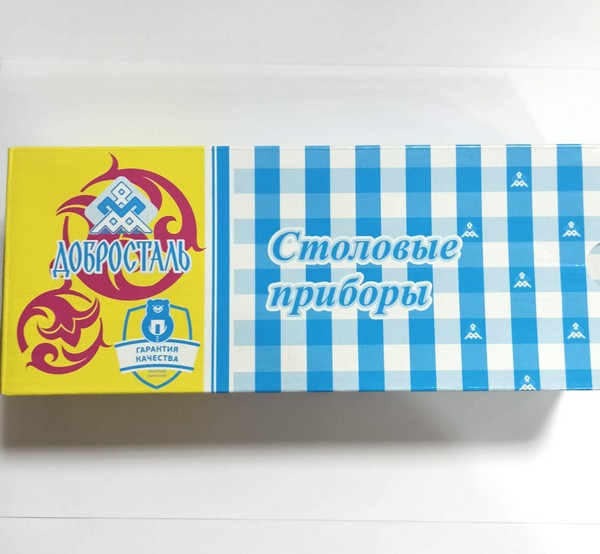 ДОБРОСТАЛЬ
ГАРАНТИЯ
КАЧЕСТВА
Столовые
приборы